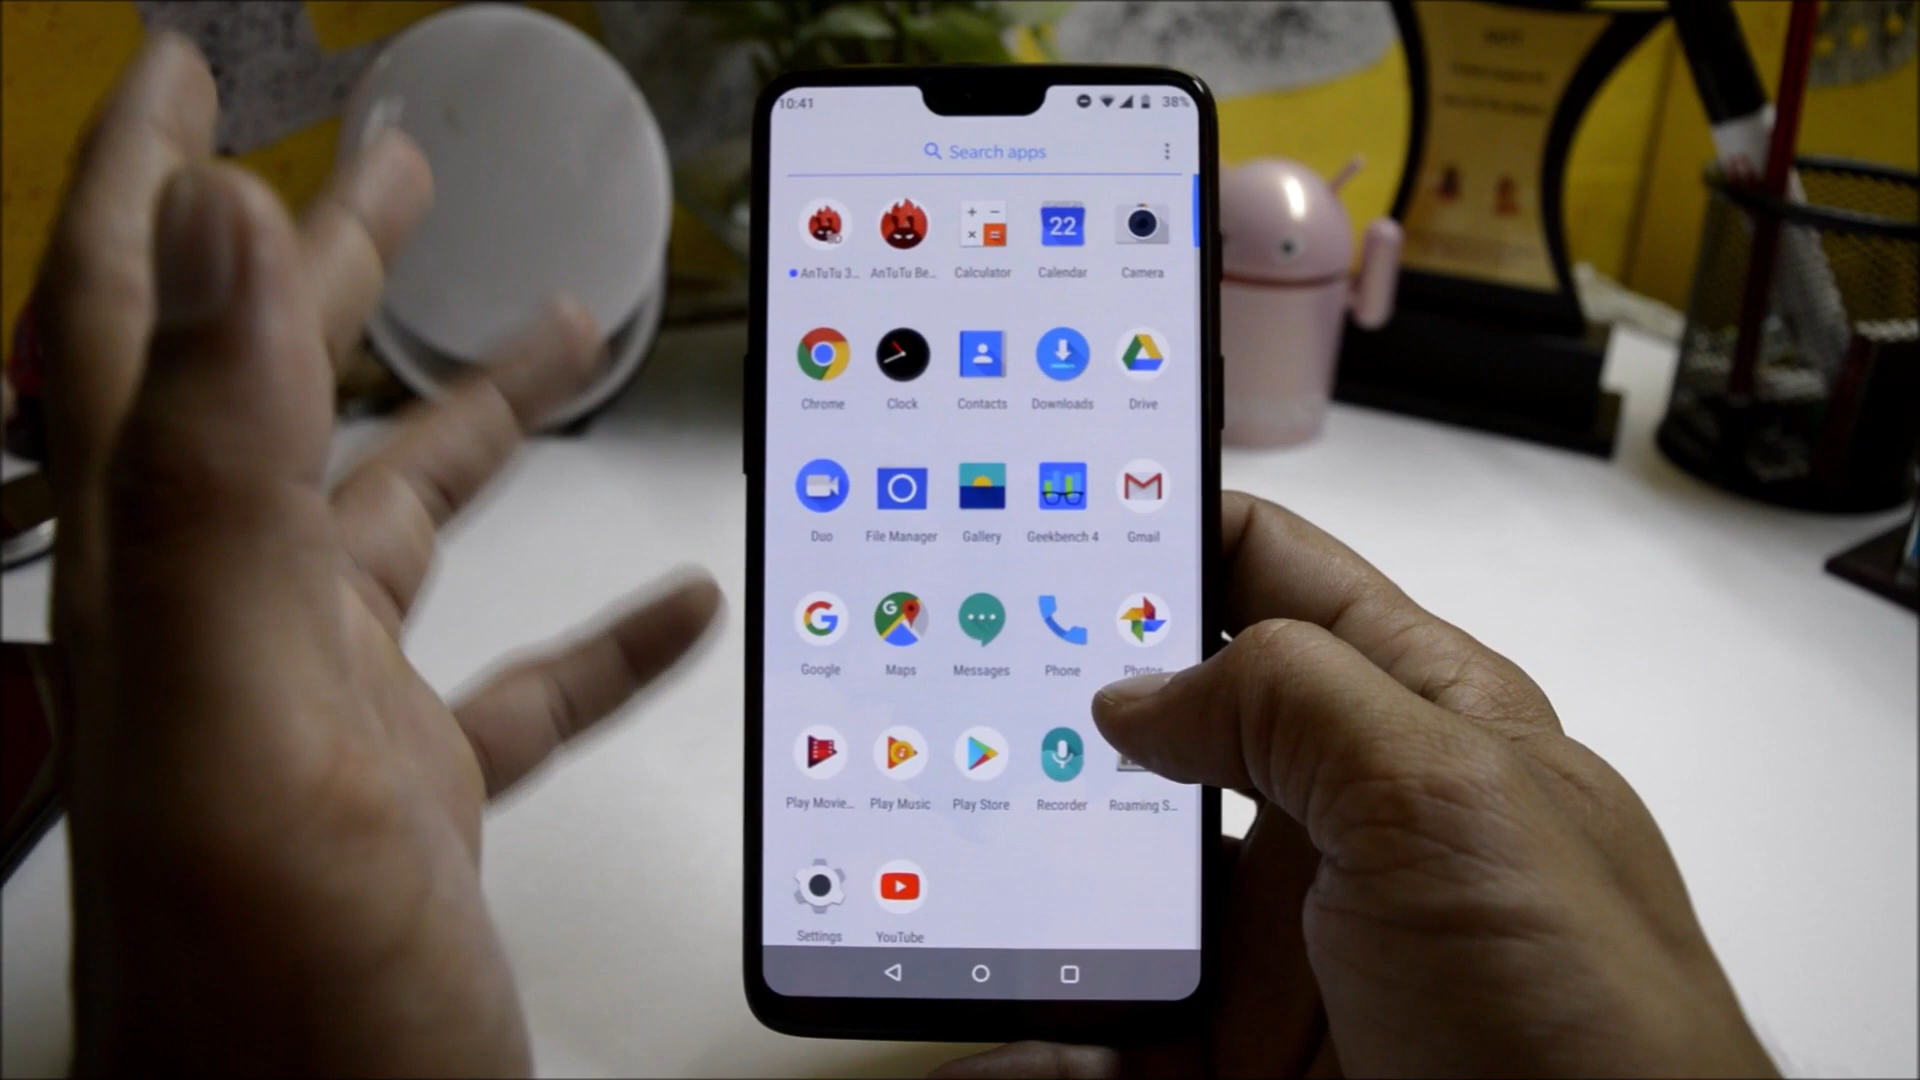 10:41 38%
Search apps
22
AnTuTu 3... AnTuTu Be... Calculator Calendar Camera
Chrome Clock Contacts Downloads Drive
Duo File Manager Gallery Geekbench 4 Gmail
Google Maps Messages Phone Photos
Play Movie... Play Music Play Store Recorder Roaming S...
Settings YouTube